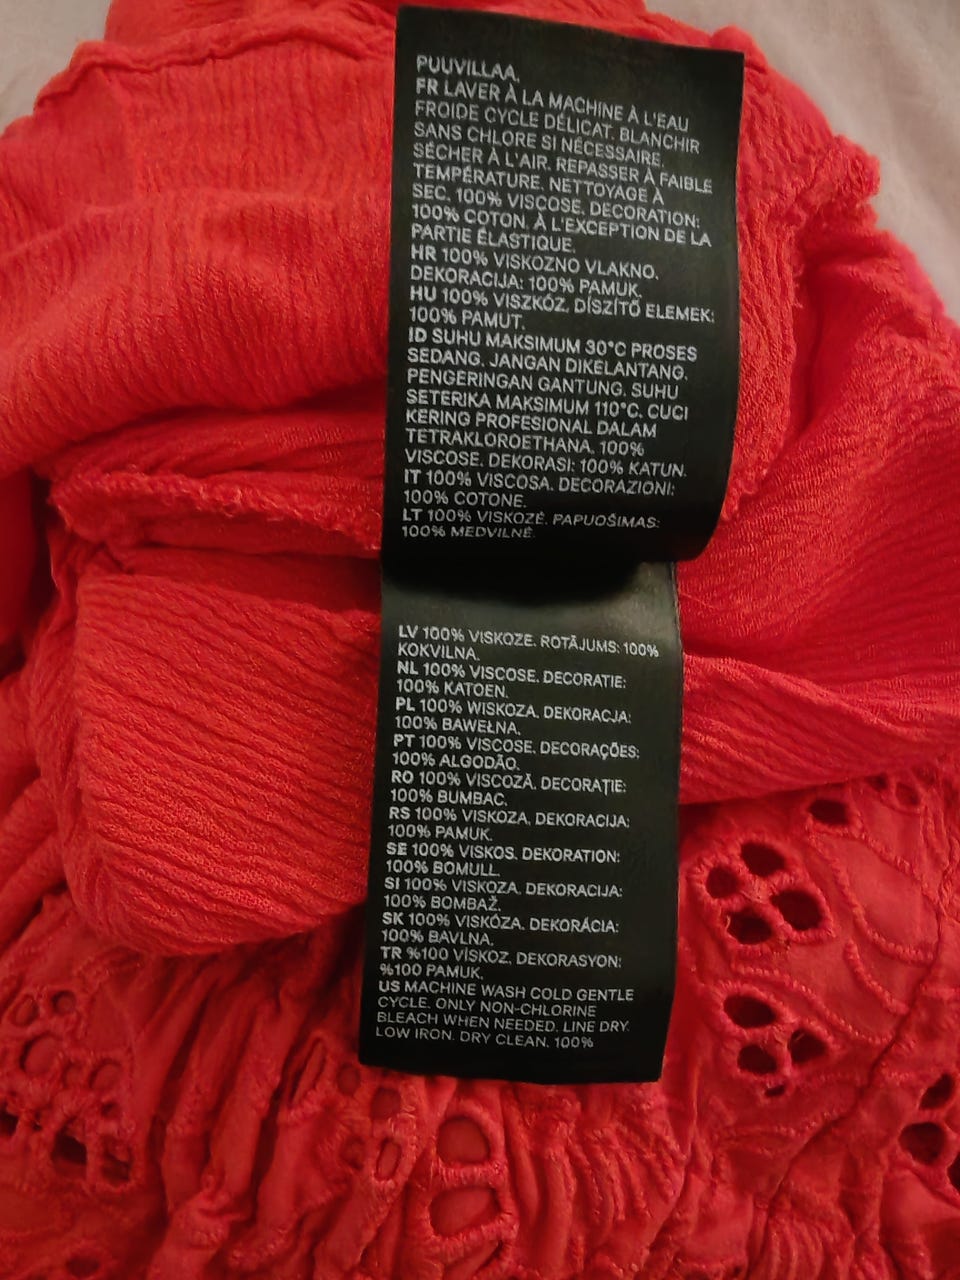 PUUVILLAA.
FR LAVER À LA MACHINE À L'EAU
FROIDE CYCLE DÉLICAT. BLANCHIR
SANS CHLORE SI NÉCESSAIRE.
SÉCHER À L'AIR. REPASSER À FAIBLE
TEMPÉRATURE. NETTOYAGE À
SEC. 100% VISCOSE. DECORATION:
100% COTON. À L'EXCEPTION DE LA
PARTIE ÉLASTIQUE.
HR 100% VISKOZNO VLAKNO.
DEKORACIJA: 100% PAMUK.
HU 100% VISZKÓZ. DÍSZÍTŐ ELEMEK:
100% PAMUT.
ID SUHU MAKSIMUM 30°C PROSES
SEDANG. JANGAN DIKELANTANG.
PENGERINGAN GANTUNG. SUHU
SETERIKA MAKSIMUM 110°C. CUCI
KERING PROFESIONAL DALAM
TETRAKLOROETHANA. 100%
VISCOSE. DEKORASI: 100% KATUN.
IT 100% VISCOSA. DECORAZIONI:
100% COTONE.
LT 100% VISKOZĖ. PAPUOŠIMAS:
100% MEDVILNĖ.
LV 100% VISKOZE. ROTĀJUMS: 100%
KOKVILNA.
NL 100% VISCOSE. DECORATIE:
100% KATOEN.
PL 100% WISKOZA. DEKORACJA:
100% BAWEŁNA.
PT 100% VISCOSE. DECORAÇÕES:
100% ALGODÃO.
RO 100% VISCOZĂ. DECORAŢIE:
100% BUMBAC.
RS 100% VISKOZA. DEKORACIJA:
100% PAMUK.
SE 100% VISKOS. DEKORATION:
100% BOMULL.
SI 100% VISKOZA. DEKORACIJA:
100% BOMBAŽ.
SK 100% VISKÓZA. DEKORÁCIA:
100% BAVLNA.
TR %100 VİSKOZ. DEKORASYON:
%100 PAMUK.
US MACHINE WASH COLD GENTLE
CYCLE. ONLY NON-CHLORINE
BLEACH WHEN NEEDED. LINE DRY.
LOW IRON. DRY CLEAN. 100%